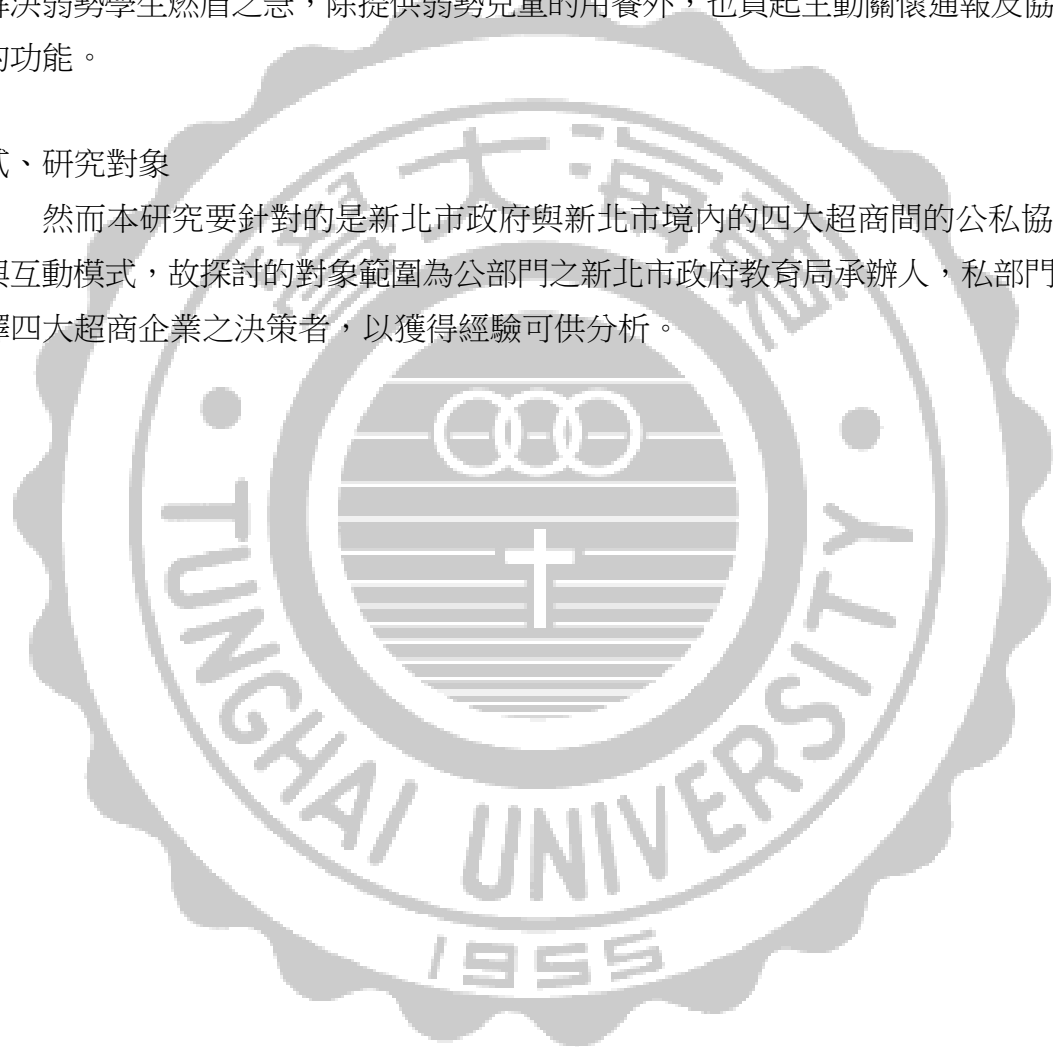 解決弱勢學生燃眉之急，除提供弱勢兒童的用餐外，也負起主動關懷通報及協
的功能。
貳、研究對象
然而本研究要針對的是新北市政府與新北市境內的四大超商間的公私協
與互動模式，故探討的對象範圍為公部門之新北市政府教育局承辦人，私部門
擇四大超商企業之決策者，以獲得經驗可供分析。
學大海東
TUNGHAI UNIVERSITY
1955